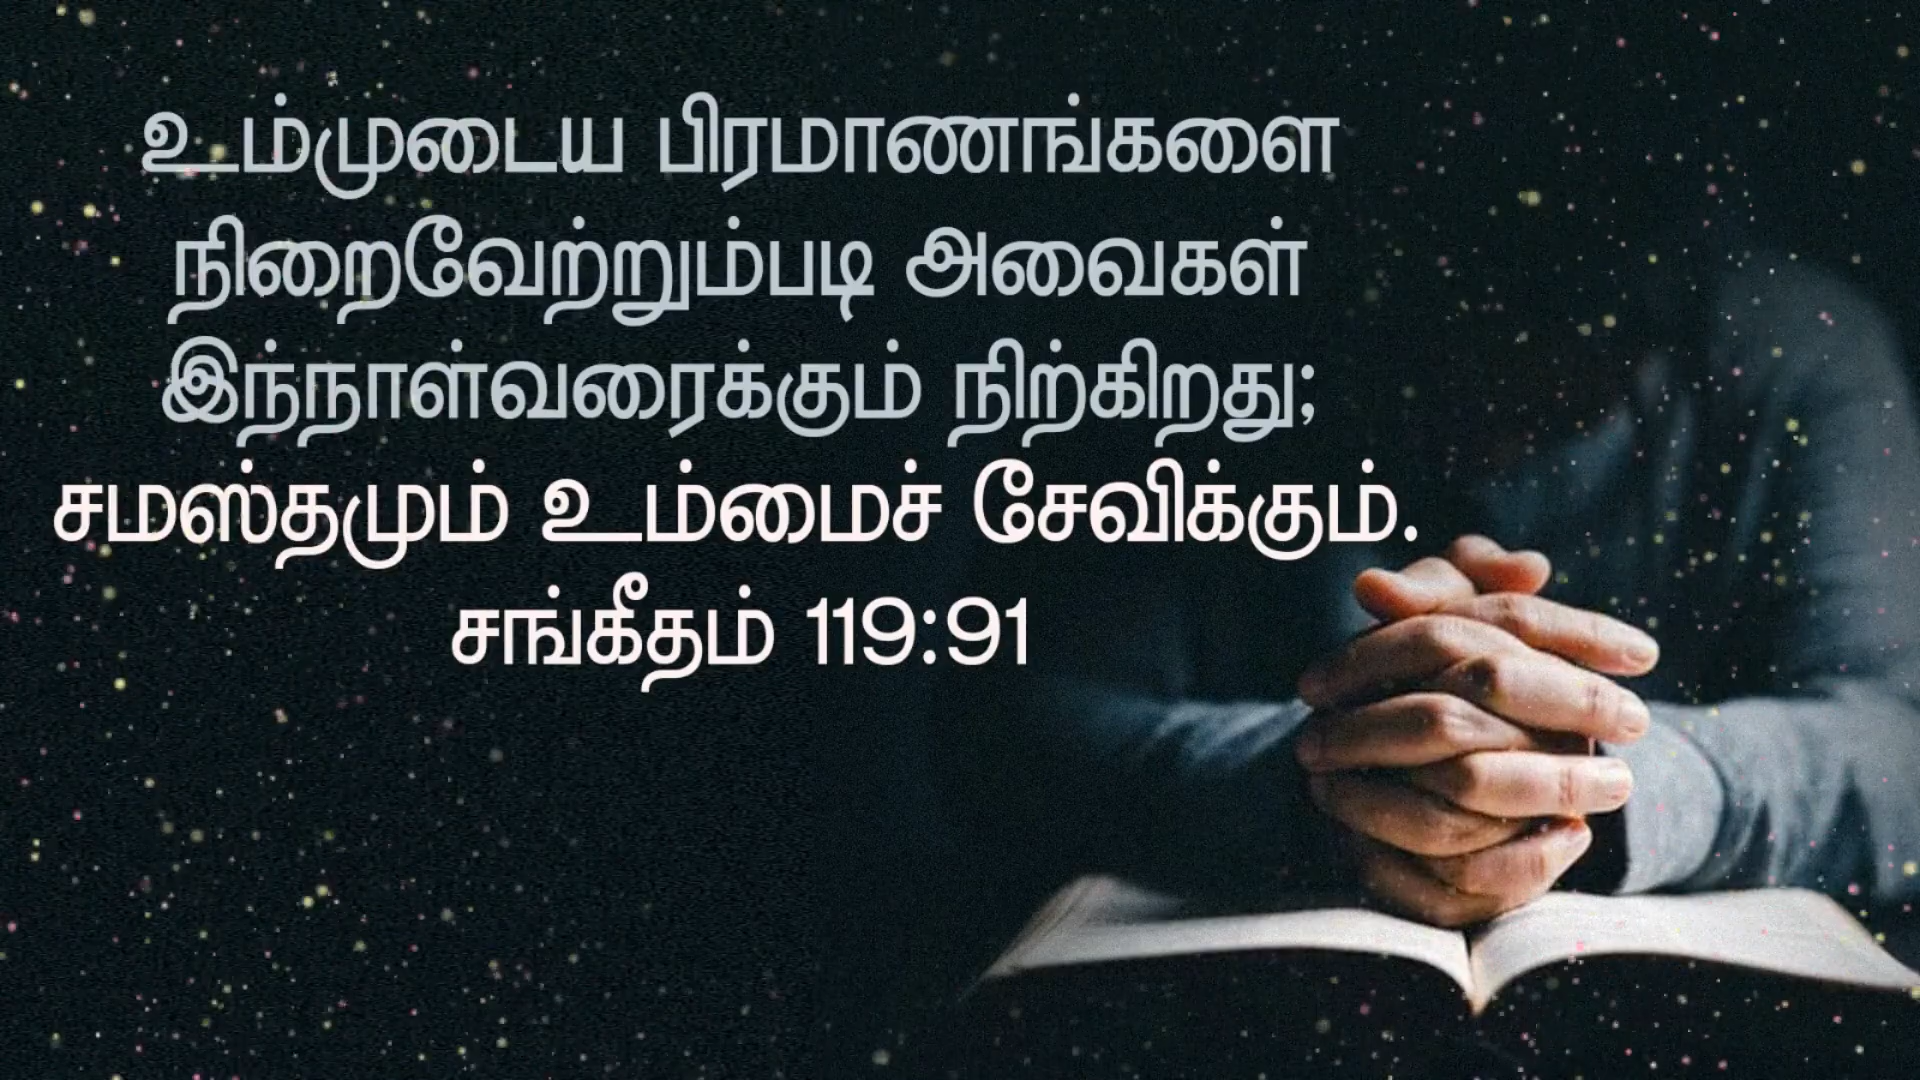 உம்முடைய பிரமாணங்களை
நிறைவேற்றும்படி அவைகள்
இந்நாள்வரைக்கும் நிற்கிறது;
சமஸ்தமும் உம்மைச் சேவிக்கும்.
சங்கீதம் 119:91